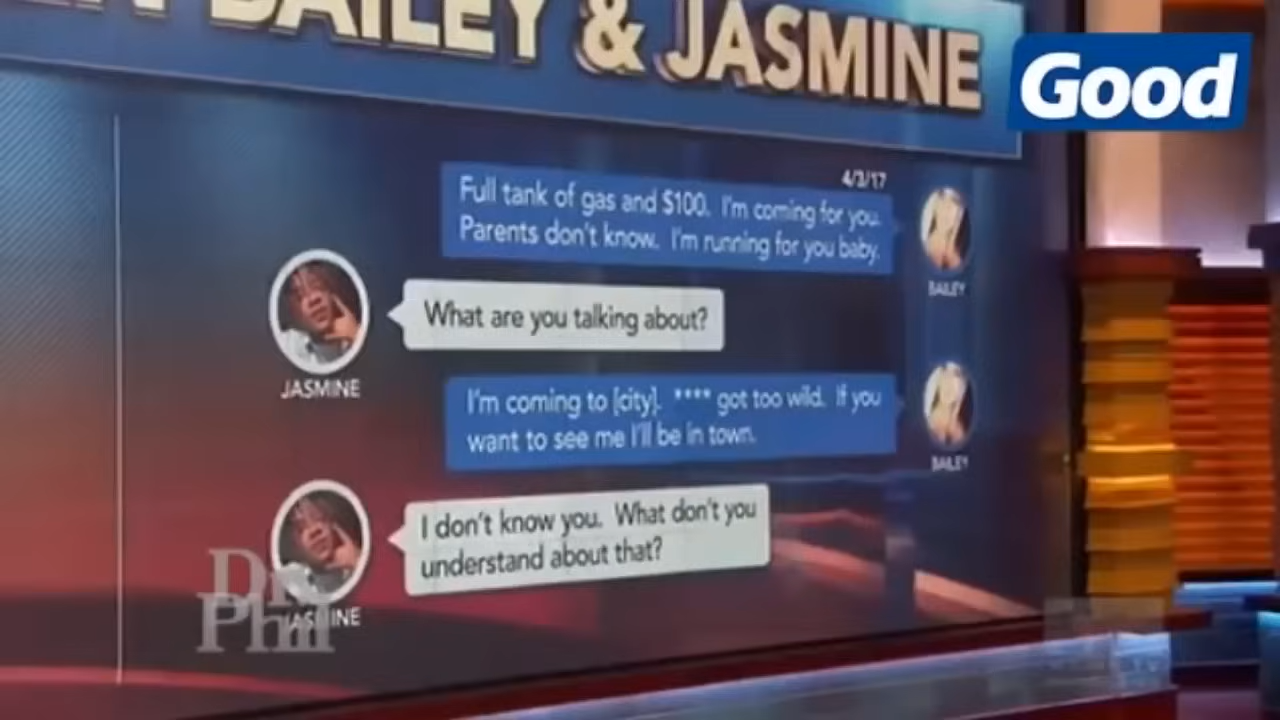 BAILEY & JASMINE
Good
4/3/17
Full tank of gas and $100. I'm coming for you.
Parents don't know. I'm running for you baby.
BAILEY
What are you talking about?
JASMINE
I'm coming to [city]. **** got too wild. If you
want to see me I'll be in town.
BAILEY
I don't know you. What don't you
understand about that?
JASMINE
Dr.
Phil